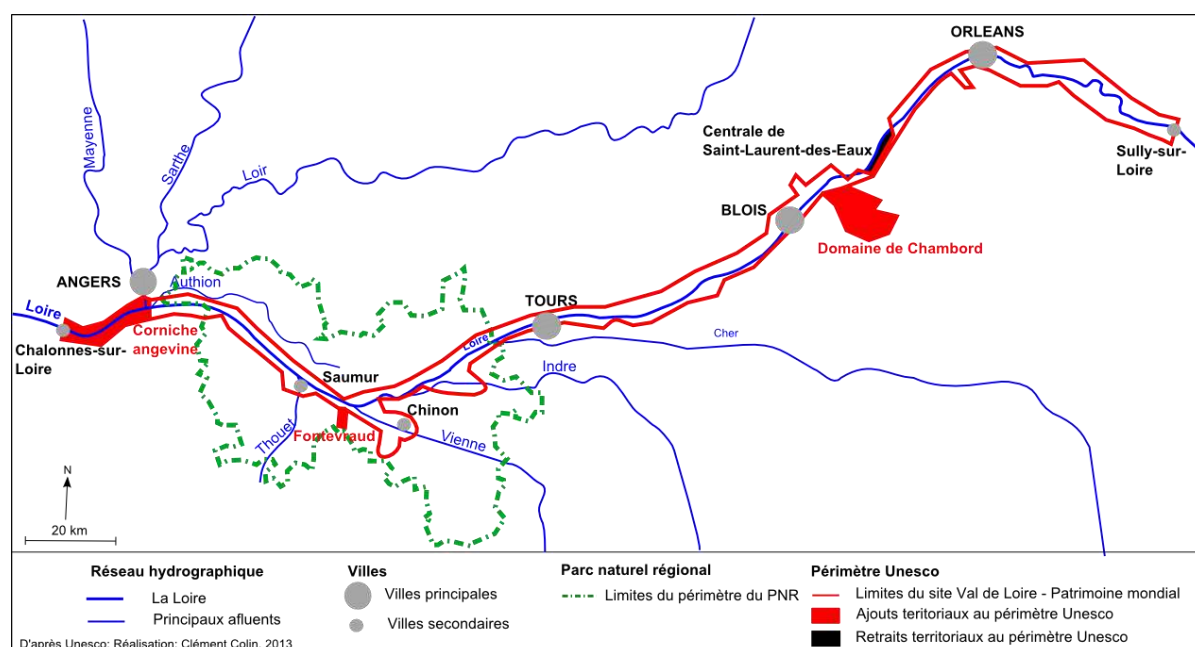 ORLEANS
Mayenne
Sarthe
Loir
Centrale de
Saint-Laurent-des-Eaux
Sully-sur-
Loire
BLOIS
Domaine de Chambord
ANGERS
Authion
TOURS
Loire
Corniche
angevine
Chalonnes-sur-
Loire
Loire
Cher
Indre
Saumur
Chinon
Fontevraud
Thouet
Vienne
N
20 km
Réseau hydrographique
La Loire
Principaux afluents
Villes
Villes principales
Villes secondaires
Parc naturel régional
Limites du périmètre du PNR
Périmètre Unesco
Limites du site Val de Loire - Patrimoine mondial
Ajouts teritoriaux au périmètre Unesco
Retraits territoriaux au périmètre Unesco
D'après Unesco; Réalisation: Clément Colin, 2013